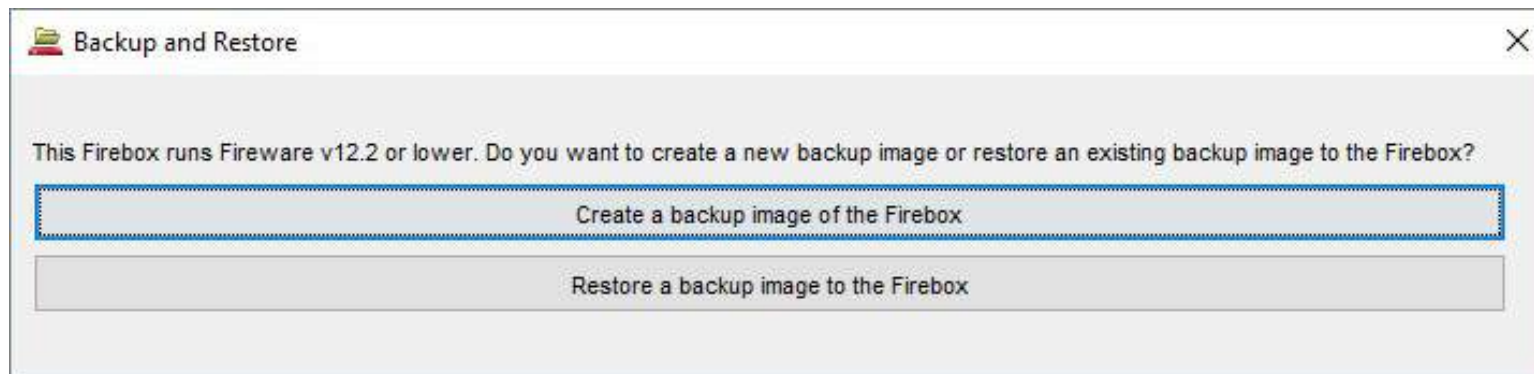 Backup and Restore
This Firebox runs Fireware v12.2 or lower. Do you want to create a new backup image or restore an existing backup image to the Firebox?
Create a backup image of the Firebox
Restore a backup image to the Firebox